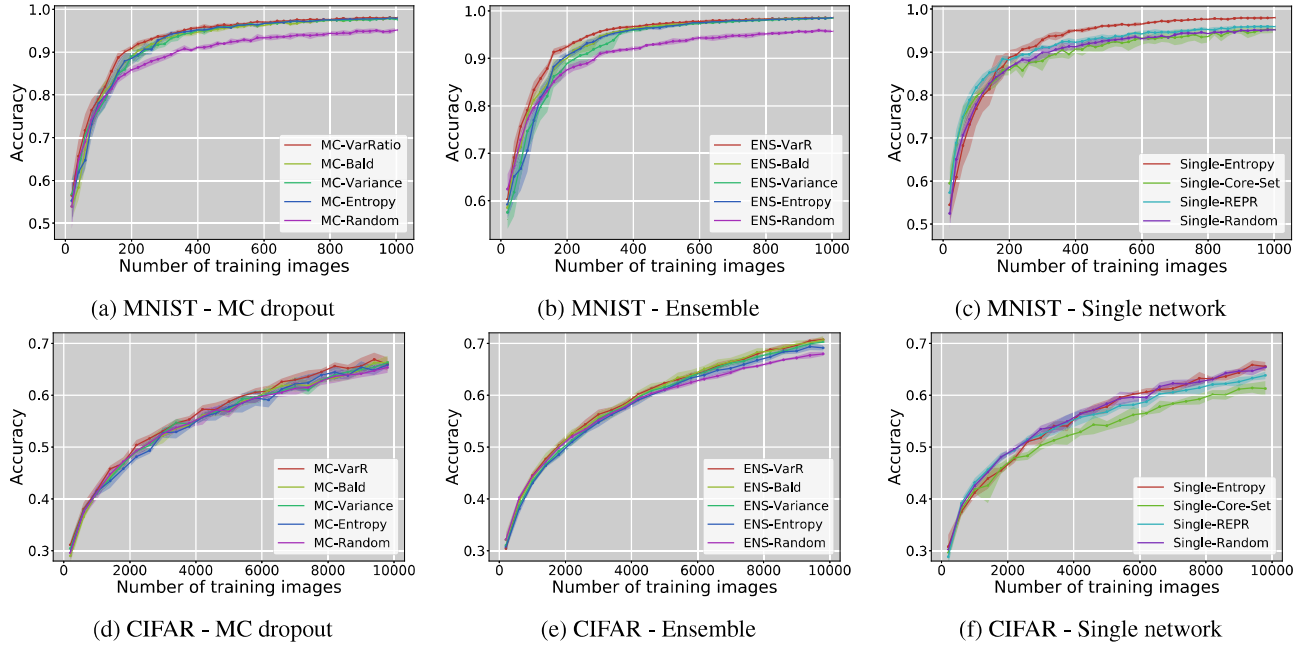 1.0
0.9
0.8
0.7
0.6
0.5
Accuracy
MC-VarRatio
MC-Bald
MC-Variance
MC-Entropy
MC-Random
0 200 400 600 800 1000
Number of training images
(a) MNIST - MC dropout
1.0
0.9
0.8
0.7
0.6
Accuracy
ENS-VarR
ENS-Bald
ENS-Variance
ENS-Entropy
ENS-Random
0 200 400 600 800 1000
Number of training images
(b) MNIST - Ensemble
1.0
0.9
0.8
0.7
0.6
0.5
Accuracy
Single-Entropy
Single-Core-Set
Single-REPR
Single-Random
0 200 400 600 800 1000
Number of training images
(c) MNIST - Single network
0.7
0.6
0.5
0.4
0.3
Accuracy
MC-VarR
MC-Bald
MC-Variance
MC-Entropy
MC-Random
0 2000 4000 6000 8000 10000
Number of training images
(d) CIFAR - MC dropout
0.7
0.6
0.5
0.4
0.3
Accuracy
ENS-VarR
ENS-Bald
ENS-Variance
ENS-Entropy
ENS-Random
0 2000 4000 6000 8000 10000
Number of training images
(e) CIFAR - Ensemble
0.7
0.6
0.5
0.4
0.3
Accuracy
Single-Entropy
Single-Core-Set
Single-REPR
Single-Random
0 2000 4000 6000 8000 10000
Number of training images
(f) CIFAR - Single network